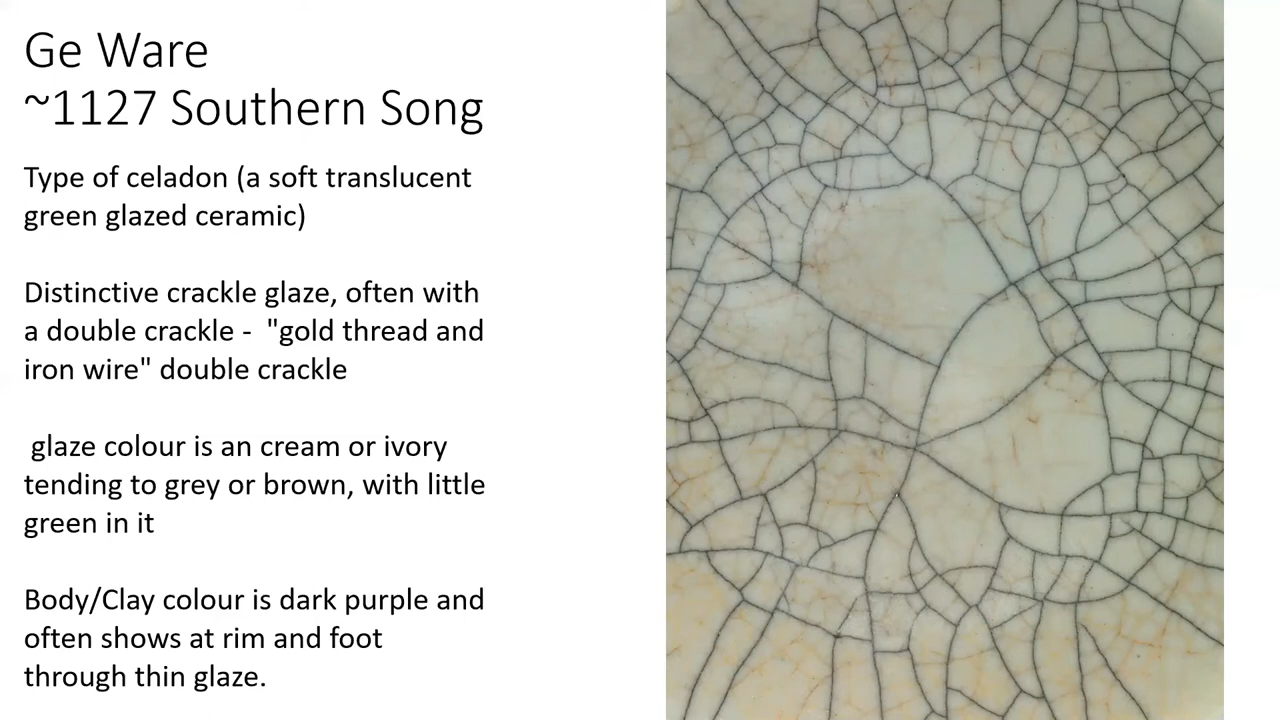 Ge Ware
~1127 Southern Song
Type of celadon (a soft translucent
green glazed ceramic)
Distinctive crackle glaze, often with
a double crackle -  "gold thread and
iron wire" double crackle
glaze colour is an cream or ivory
tending to grey or brown, with little
green in it
Body/Clay colour is dark purple and
often shows at rim and foot
through thin glaze.